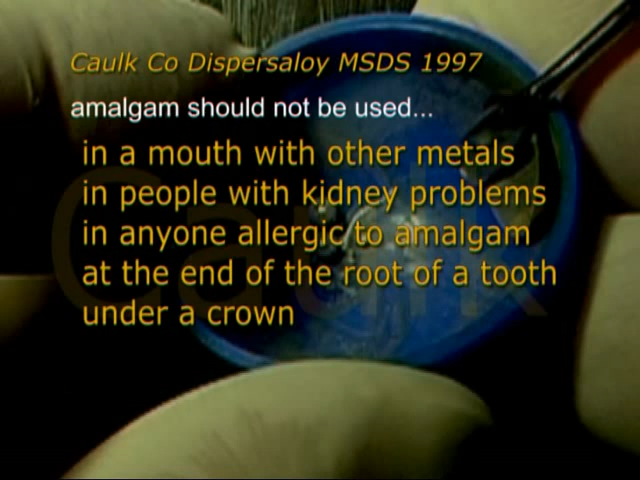 Caulk Co Dispersaloy MSDS 1997
amalgam should not be used...
in a mouth with other metals
in people with kidney problems
in anyone allergic to amalgam
at the end of the root of a tooth
under a crown
Caulk